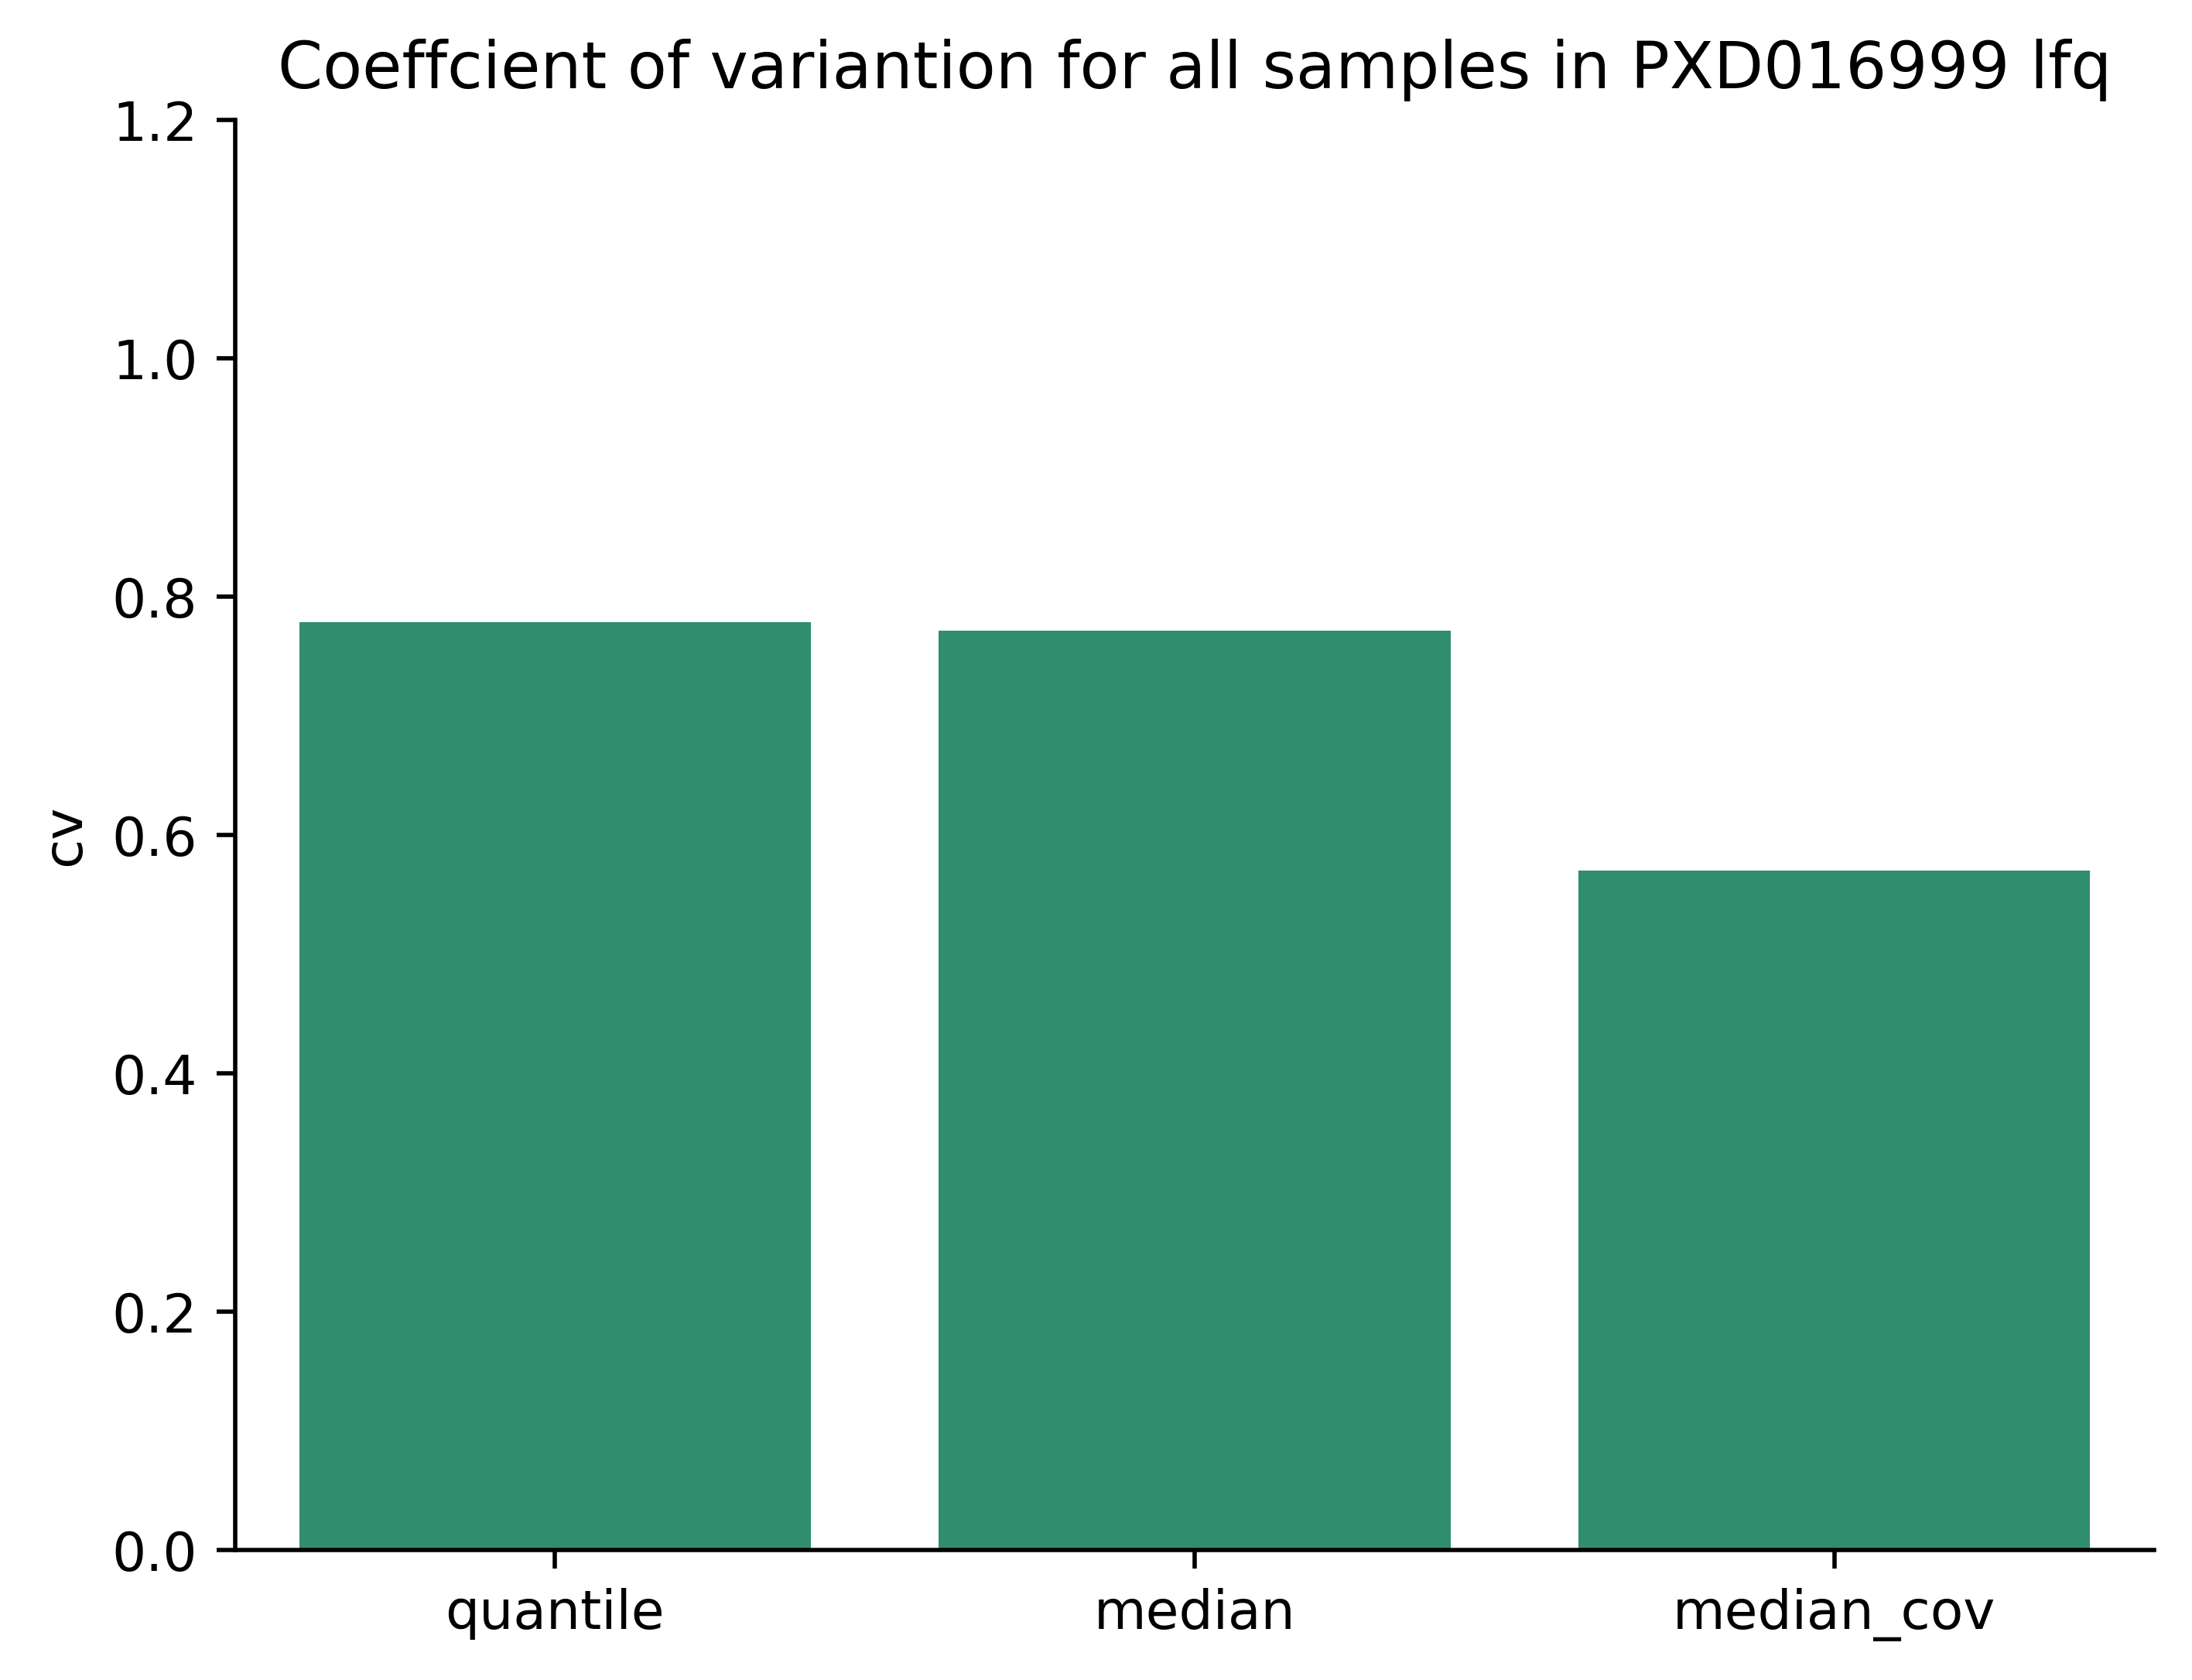 Coeffcient of variantion for all samples in PXD016999 lfq
1.2
1.0
0.8
0.6
0.4
0.2
0.0
cv
quantile
median
median_cov